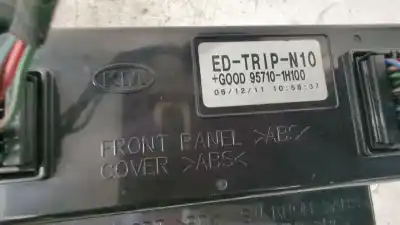 ED-TRIP-N10
+GOOD 95710-1H100
06/12/11 10:58:37
KIA
FRONT PANEL >ABS<
COVER >ABS<